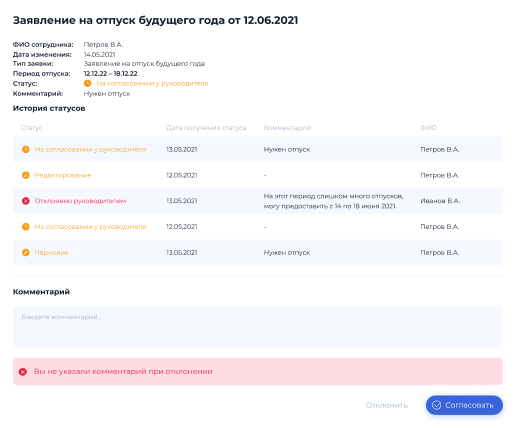 Заявление на отпуск будущего года от 12.06.2021
ФИО сотрудника: Петров В.А.
Дата изменения: 14.05.2021
Тип заявки: Заявление на отпуск будущего года
Период отпуска: 12.12.22 – 18.12.22
Статус: На согласовании у руководителя
Комментарий: Нужен отпуск
История статусов
Статус Дата получения статуса Комментарий ФИО
На согласовании у руководителя 13.05.2021 Нужен отпуск Петров В.А.
Редактирование 12.05.2021 - Петров В.А.
Отклонено руководителем 13.05.2021 На этот период слишком много отпусков, Иванов В.А.
могу предоставить с 14 по 18 июня 2021.
На согласовании у руководителя 12.05.2021 - Петров В.А.
Черновик 13.05.2021 Нужен отпуск Петров В.А.
Комментарий
Введите комментарий...
Вы не указали комментарий при отклонении
Отклонить Согласовать